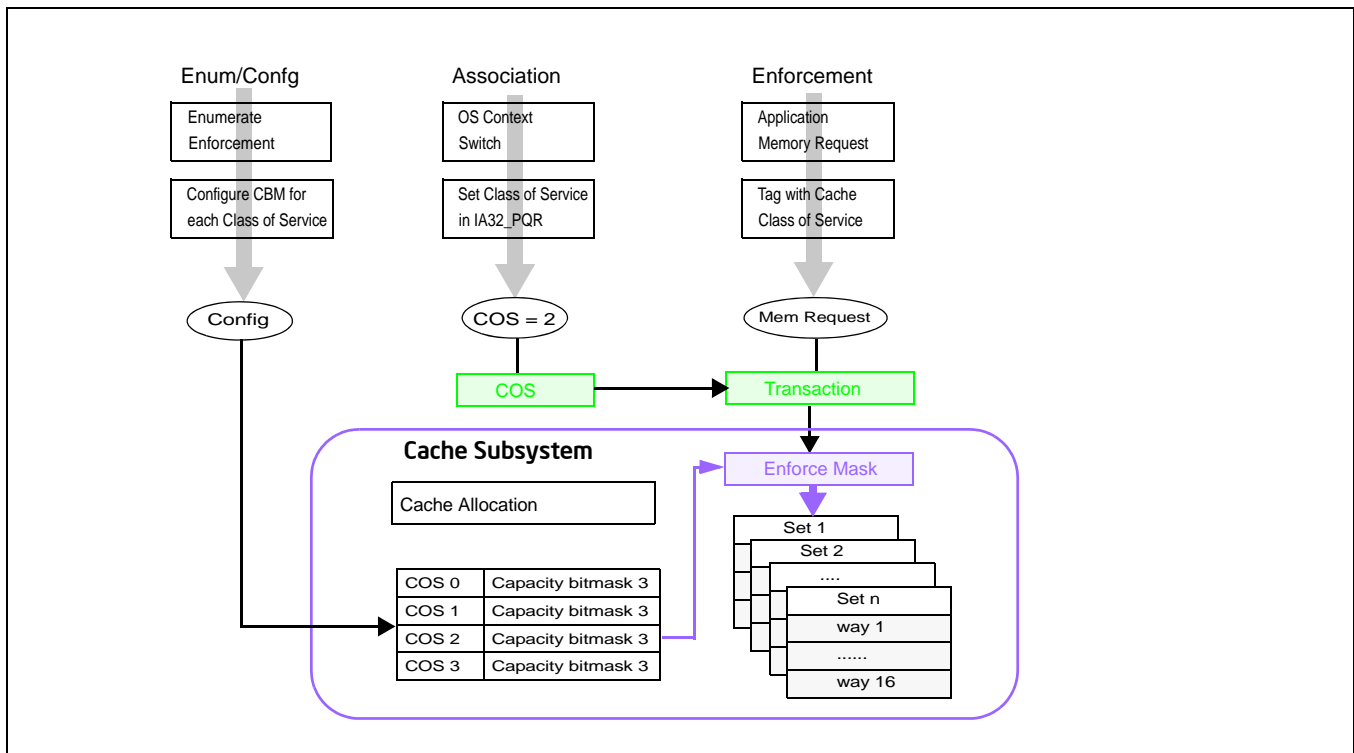 Enum/Confg
Association
Enforcement
Enumerate
Enforcement
OS Context
Switch
Application
Memory Request
Configure CBM for
each Class of Service
Set Class of Service
in IA32_PQR
Tag with Cache
Class of Service
Config
COS = 2
Mem Request
COS
Transaction
Cache Subsystem
Enforce Mask
Cache Allocation
Set 1
Set 2
....
Set n
way 1
......
way 16
COS 0 Capacity bitmask 3
COS 1 Capacity bitmask 3
COS 2 Capacity bitmask 3
COS 3 Capacity bitmask 3